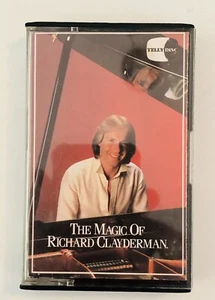 TELLY DISC
THE MAGIC OF
RICHARD CLAYDERMAN